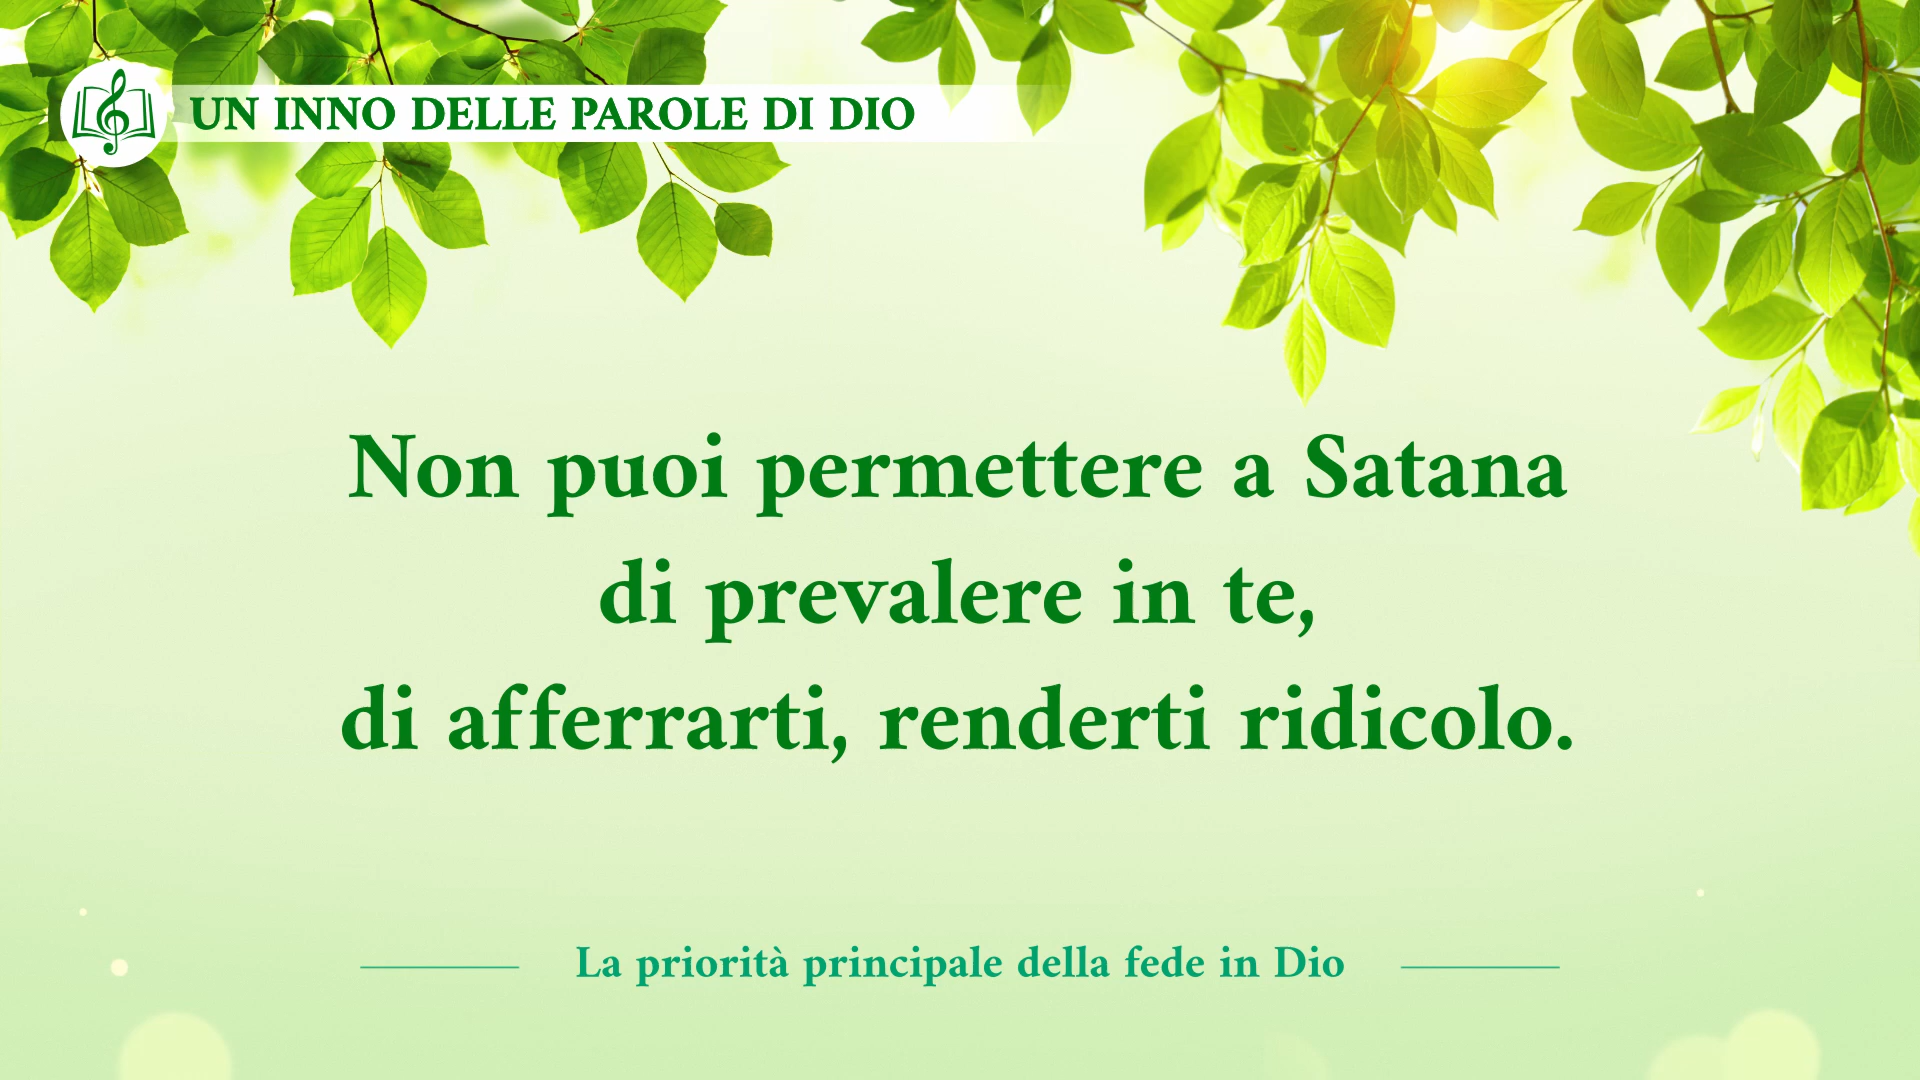 UN INNO DELLE PAROLE DI DIO
Non puoi permettere a Satana
di prevalere in te,
di afferrarti, renderti ridicolo.
La priorità principale della fede in Dio